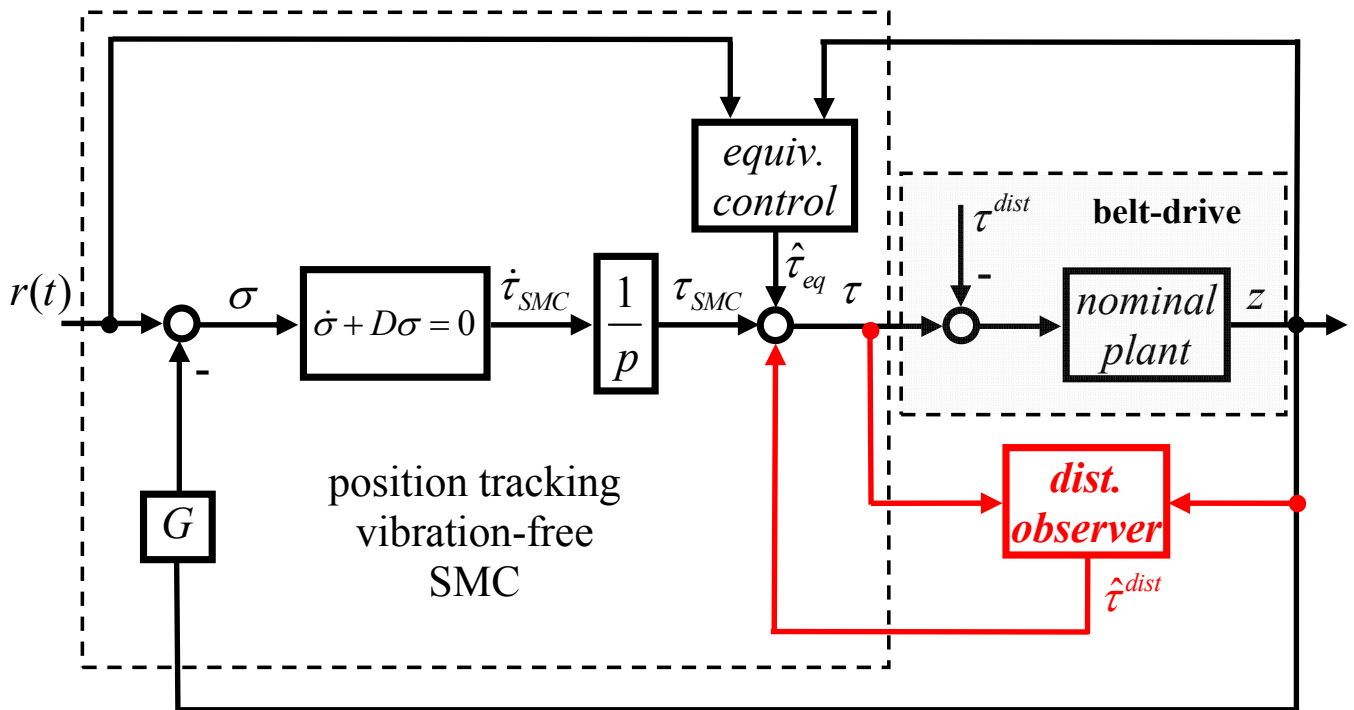 equiv.
control
belt-drive
τ^dist
-
r(t)
σ
σ̇ + Dσ = 0
τ̇_SMC
1
p
τ_SMC
τ̂_eq
τ
nominal
plant
z
-
G
position tracking
vibration-free
SMC
dist.
observer
τ̂^dist